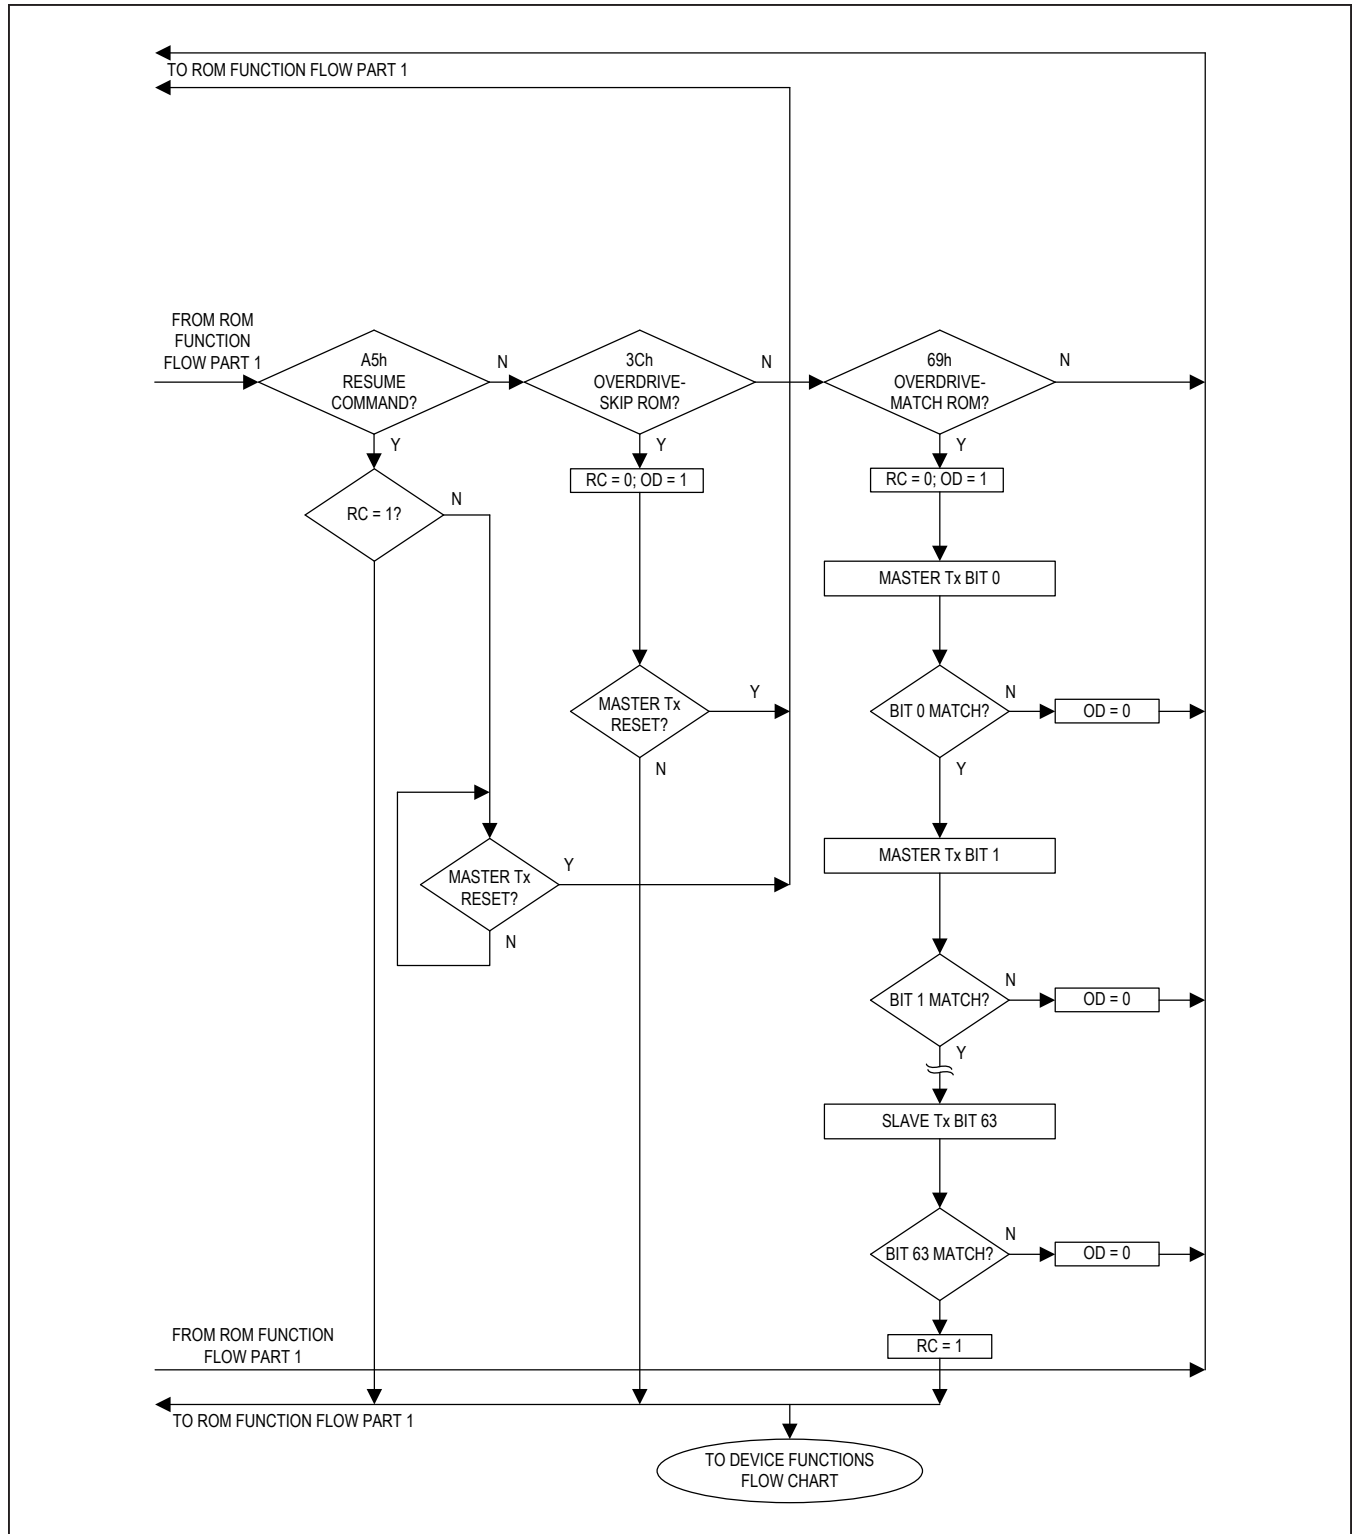 TO ROM FUNCTION FLOW PART 1
FROM ROM
FUNCTION
FLOW PART 1
A5h
RESUME
COMMAND?
N
Y
3Ch
OVERDRIVE-
SKIP ROM?
N
Y
69h
OVERDRIVE-
MATCH ROM?
N
Y
RC = 1?
N
RC = 0; OD = 1
RC = 0; OD = 1
MASTER Tx BIT 0
MASTER Tx
RESET?
Y
N
BIT 0 MATCH?
N
OD = 0
Y
MASTER Tx BIT 1
MASTER Tx
RESET?
Y
N
BIT 1 MATCH?
N
OD = 0
Y
SLAVE Tx BIT 63
BIT 63 MATCH?
N
OD = 0
RC = 1
FROM ROM FUNCTION
FLOW PART 1
TO ROM FUNCTION FLOW PART 1
TO DEVICE FUNCTIONS
FLOW CHART